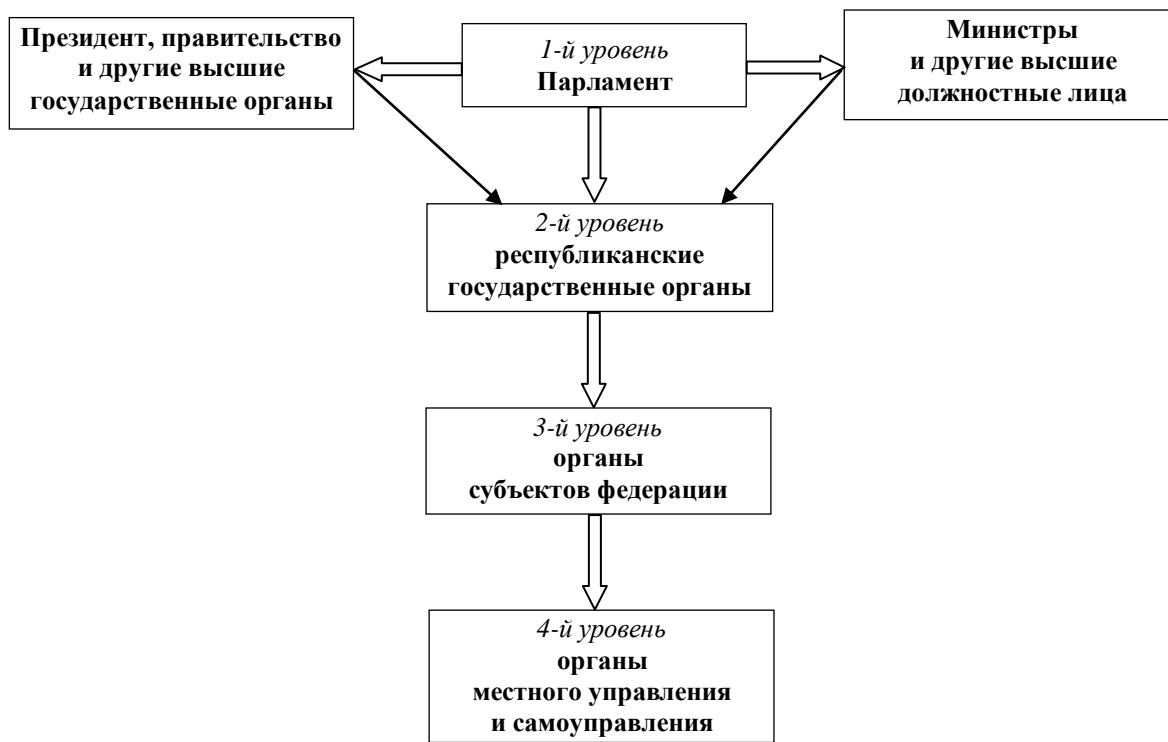 Президент, правительство
и другие высшие
государственные органы
1-й уровень
Парламент
Министры
и другие высшие
должностные лица
2-й уровень
республиканские
государственные органы
3-й уровень
органы
субъектов федерации
4-й уровень
органы
местного управления
и самоуправления